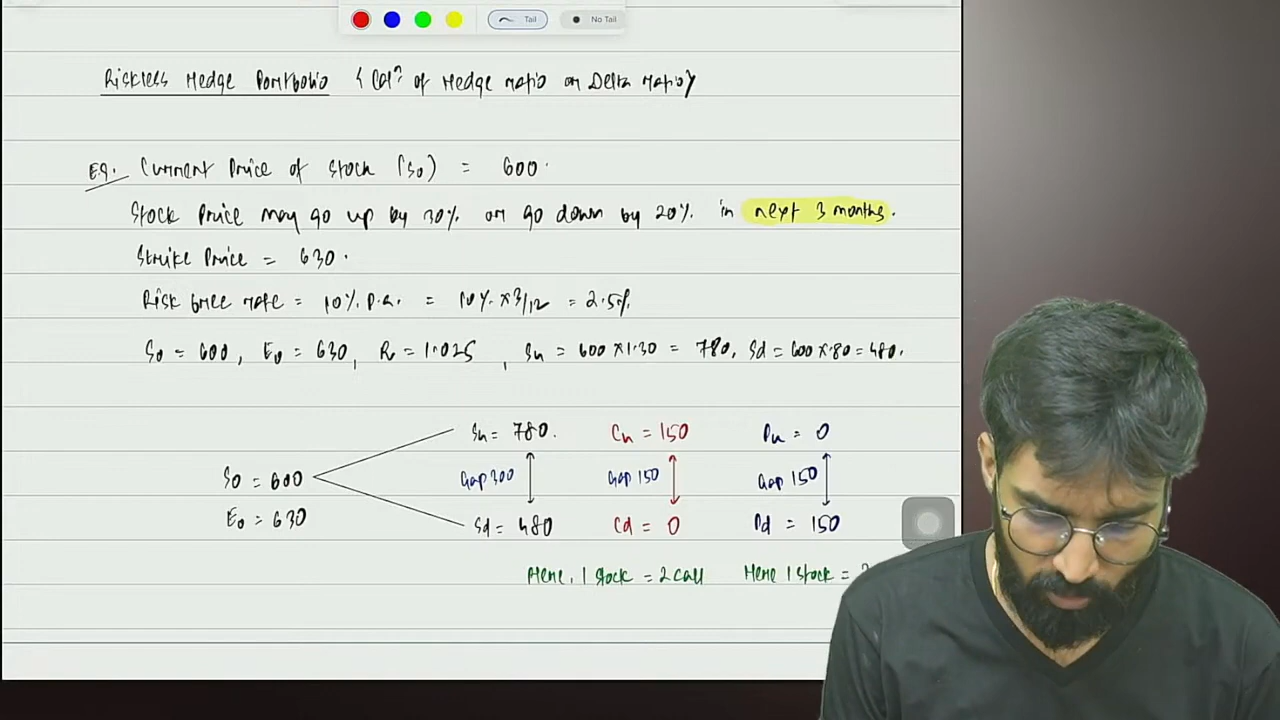 Tail No Tail
Riskless Hedge Portfolio { Calⁿ of Hedge ratio or Delta ratio}
E.g. Current Price of Stock (S0) = 600.
Stock Price may go up by 30% or go down by 20% in next 3 months.
Strike Price = 630.
Risk free rate = 10% p.a. = 10% x 3/12 = 2.5%
S0 = 600, E0 = 630, R = 1.025, Su = 600 x 1.30 = 780, Sd = 600 x .80 = 480.
Su = 780. Cu = 150 Pu = 0
S0 = 600 Gap 300 Gap 150 Gap 150
E0 = 630 Sd = 480 Cd = 0 Pd = 150
Here, 1 Stock = 2 Call Here 1 Stock =